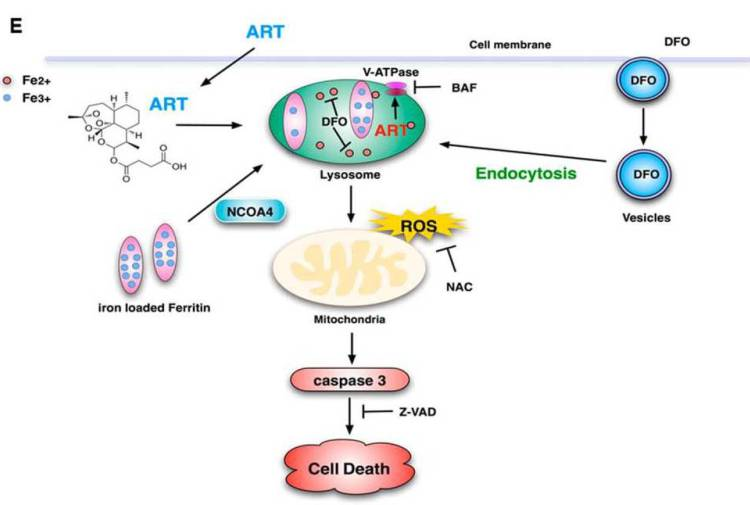 E
ART
Cell membrane
DFO
Fe2+
Fe3+
ART
V-ATPase
BAF
DFO
DFO
ART
H
O
O
O
H
H
O
O
O
OH
O
Lysosome
Endocytosis
DFO
Vesicles
NCOA4
ROS
NAC
iron loaded Ferritin
Mitochondria
caspase 3
Z-VAD
Cell Death